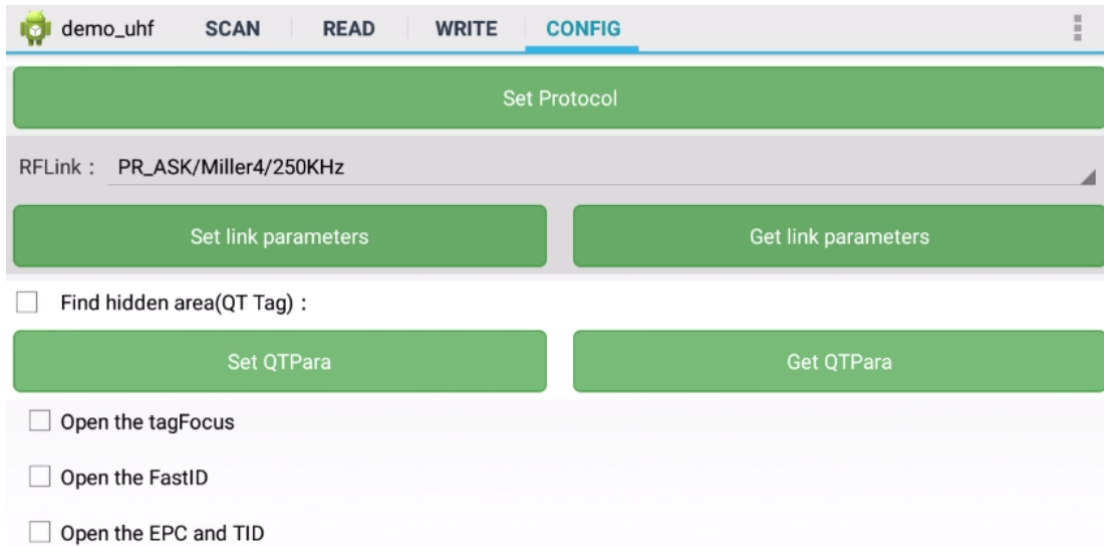 demo_uhf SCAN READ WRITE CONFIG
Set Protocol
RFLink : PR_ASK/Miller4/250KHz
Set link parameters Get link parameters
Find hidden area(QT Tag) :
Set QTPara Get QTPara
Open the tagFocus
Open the FastID
Open the EPC and TID